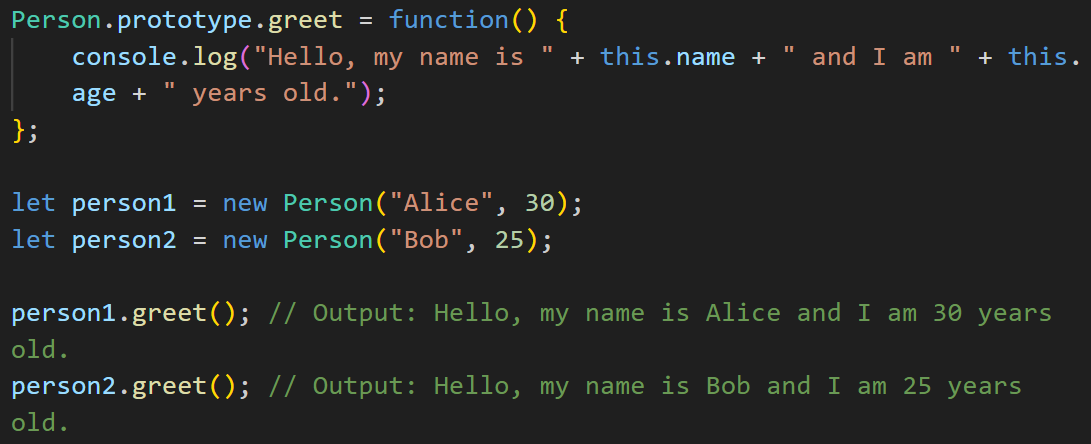 Person.prototype.greet = function() {
    console.log("Hello, my name is " + this.name + " and I am " + this.
    age + " years old.");
};

let person1 = new Person("Alice", 30);
let person2 = new Person("Bob", 25);

person1.greet(); // Output: Hello, my name is Alice and I am 30 years
old.
person2.greet(); // Output: Hello, my name is Bob and I am 25 years
old.